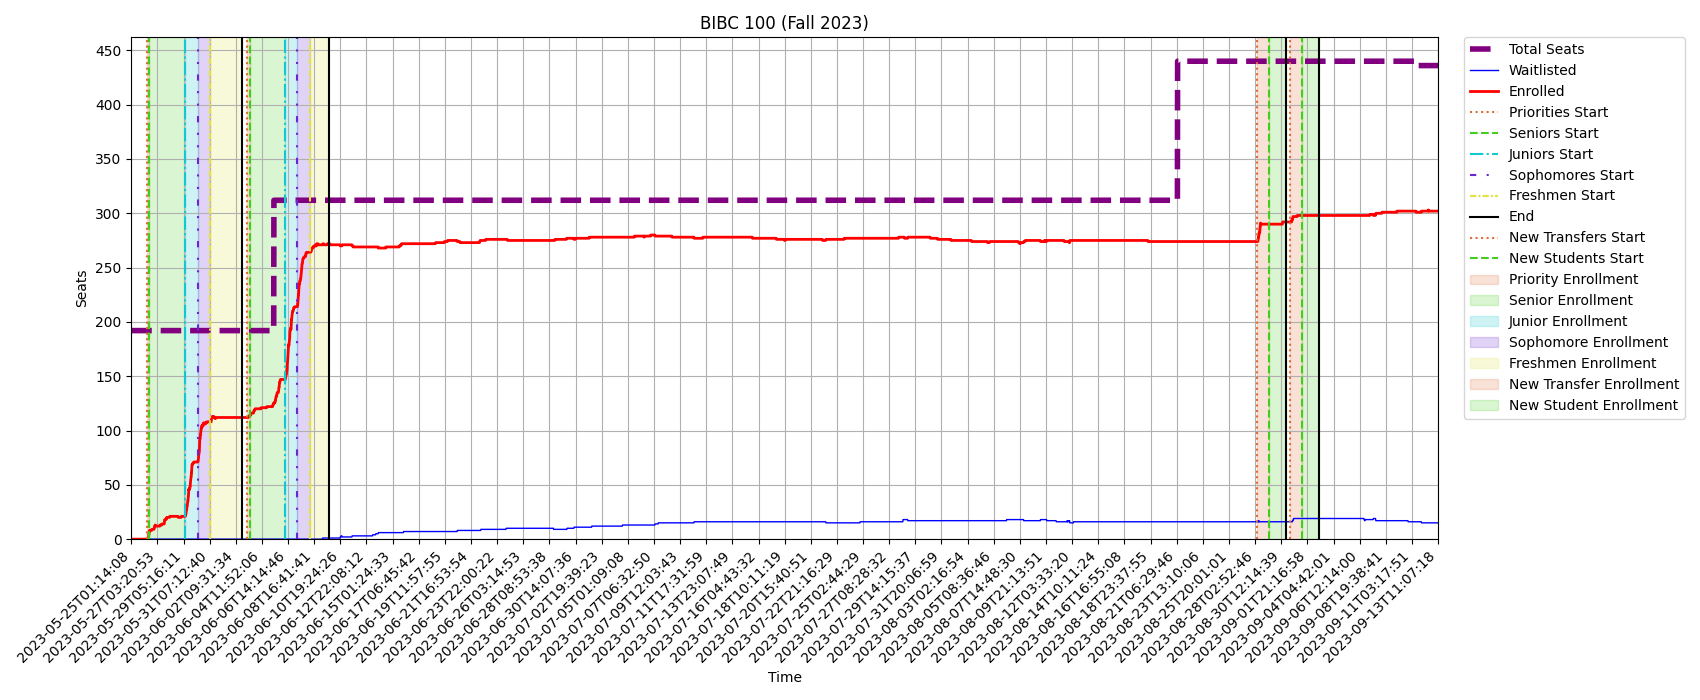 BIBC 100 (Fall 2023)
Seats
450
400
350
300
250
200
150
100
50
0
2023-05-25T01:14:08
2023-05-27T03:20:53
2023-05-29T05:16:11
2023-05-31T07:12:40
2023-06-02T09:31:34
2023-06-04T11:52:06
2023-06-06T14:14:46
2023-06-08T16:41:41
2023-06-10T19:24:26
2023-06-12T22:08:12
2023-06-15T01:24:33
2023-06-17T06:45:42
2023-06-19T11:57:55
2023-06-21T16:53:54
2023-06-23T22:00:22
2023-06-26T03:14:53
2023-06-28T08:53:38
2023-06-30T14:07:36
2023-07-02T19:39:23
2023-07-05T01:09:08
2023-07-07T06:32:50
2023-07-09T12:03:43
2023-07-11T17:31:59
2023-07-13T23:07:49
2023-07-16T04:43:32
2023-07-18T10:11:19
2023-07-20T15:40:51
2023-07-22T21:16:29
2023-07-25T02:44:29
2023-07-27T08:28:32
2023-07-29T14:15:37
2023-07-31T20:06:59
2023-08-03T02:16:54
2023-08-05T08:36:46
2023-08-07T14:48:30
2023-08-09T21:13:51
2023-08-12T03:33:20
2023-08-14T10:11:24
2023-08-16T16:55:08
2023-08-18T23:37:55
2023-08-21T06:29:46
2023-08-23T13:10:06
2023-08-25T20:01:01
2023-08-28T02:52:46
2023-08-30T12:14:39
2023-09-01T21:16:58
2023-09-04T04:42:01
2023-09-06T12:14:00
2023-09-08T19:38:41
2023-09-11T03:17:51
2023-09-13T11:07:18
Time
Total Seats
Waitlisted
Enrolled
Priorities Start
Seniors Start
Juniors Start
Sophomores Start
Freshmen Start
End
New Transfers Start
New Students Start
Priority Enrollment
Senior Enrollment
Junior Enrollment
Sophomore Enrollment
Freshmen Enrollment
New Transfer Enrollment
New Student Enrollment